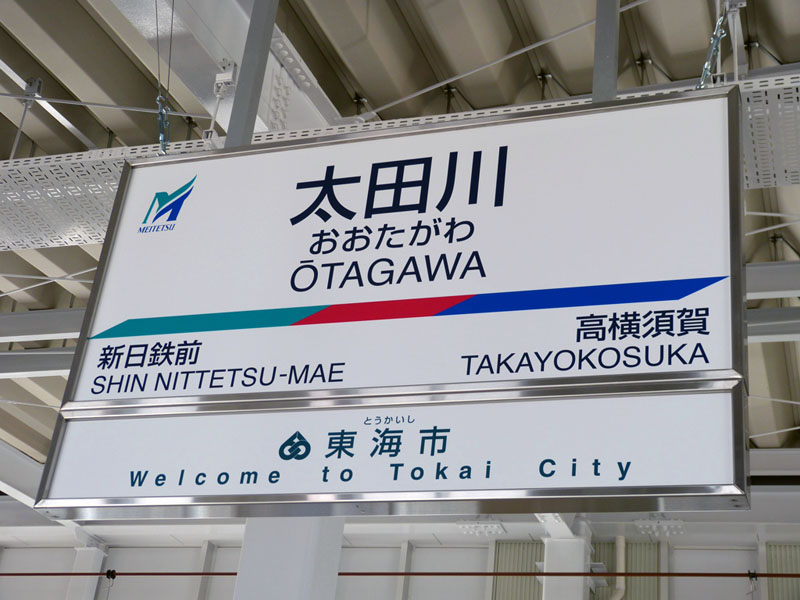 MEITETSU
太田川
おおたがわ
ŌTAGAWA
新日鉄前
SHIN NITTETSU-MAE
高横須賀
TAKAYOKOSUKA
とうかいし
東海市
Welcome to Tokai City